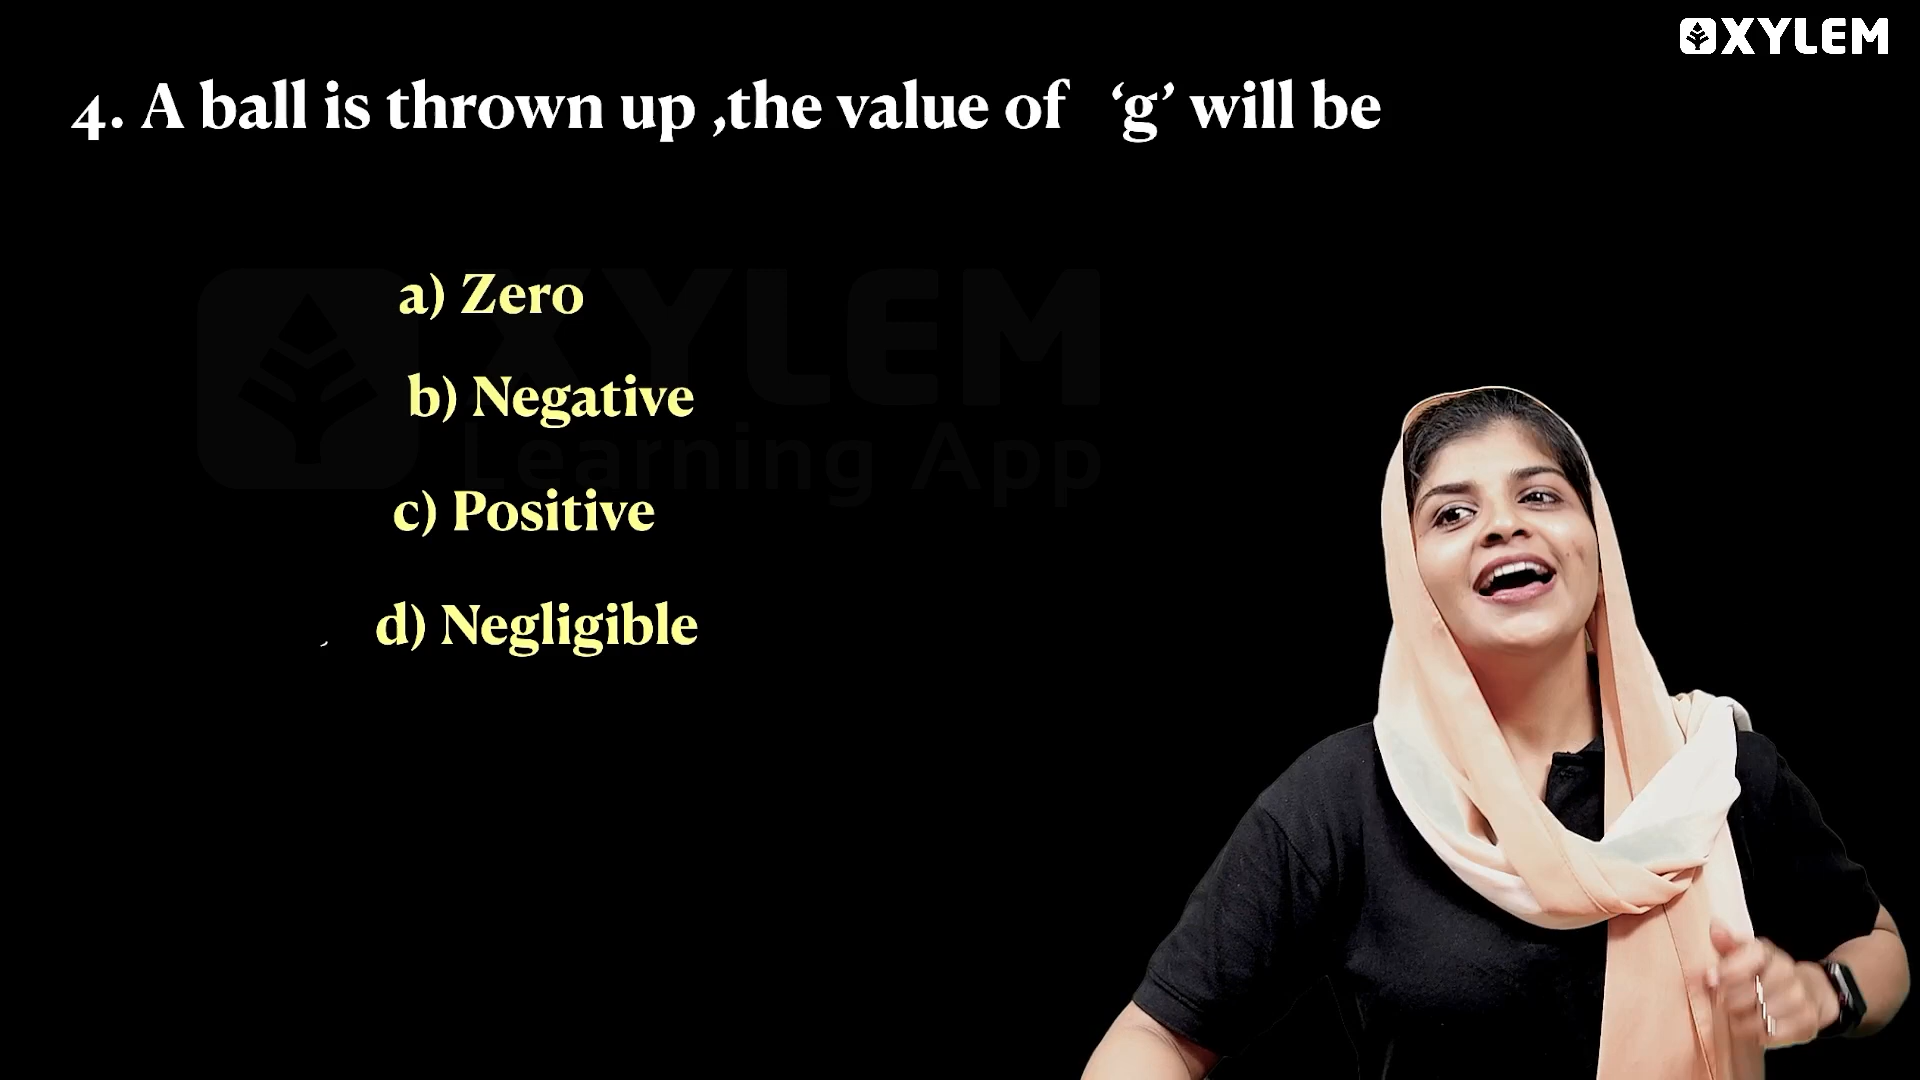 XYLEM
4. A ball is thrown up ,the value of ‘g’ will be
a) Zero
b) Negative
c) Positive
d) Negligible
XYLEM
Learning App